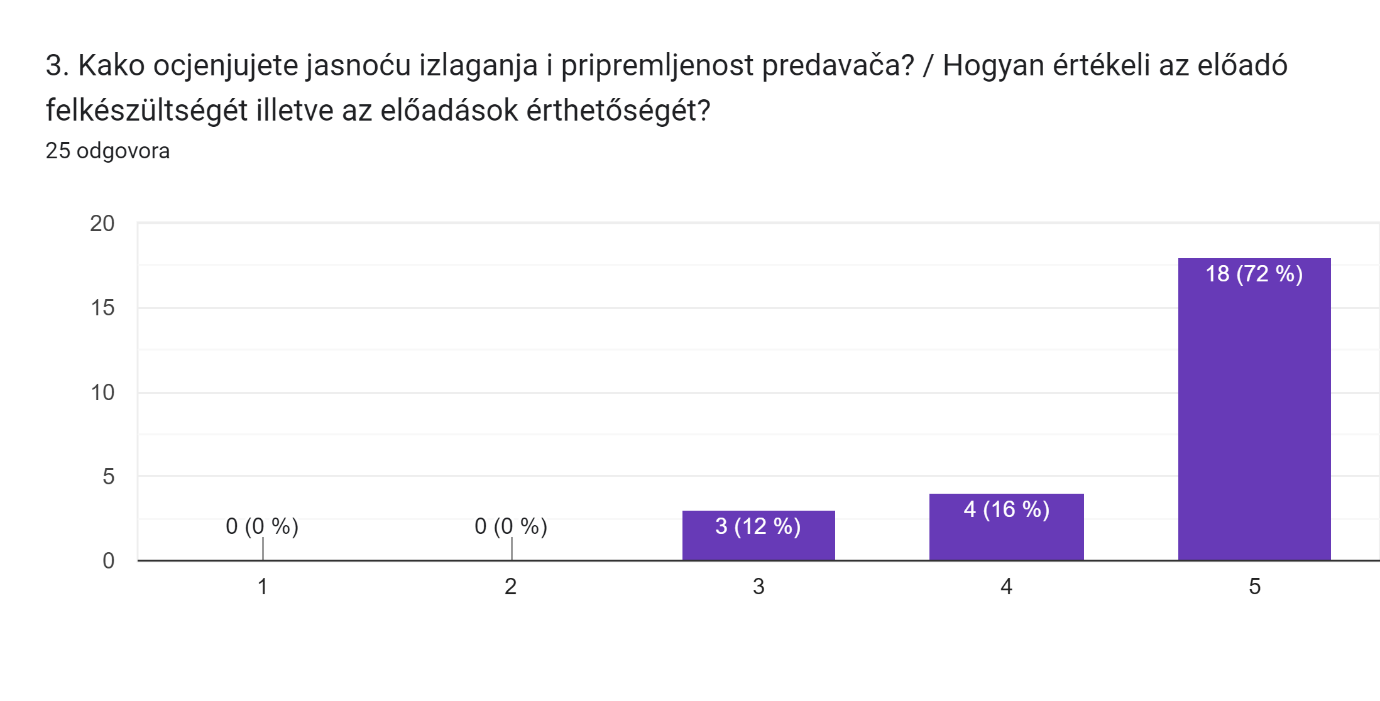 3. Kako ocjenjujete jasnoću izlaganja i pripremljenost predavača? / Hogyan értékeli az előadó
felkészültségét illetve az előadások érthetőségét?
25 odgovora
20
15
10
5
0
0 (0 %)
0 (0 %)
3 (12 %)
4 (16 %)
18 (72 %)
1
2
3
4
5